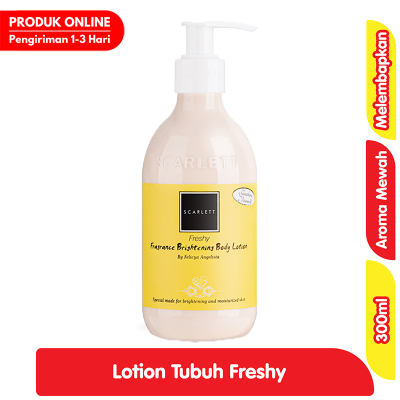 PRODUK ONLINE
Pengiriman 1-3 Hari
SCARLETT
SCARLETT
Freshy
Fragrance Brightening Body Lotion
By Felicya Angelista
Special made for brightening and moisturized skin
Melembapkan
Aroma Mewah
300ml
Lotion Tubuh Freshy